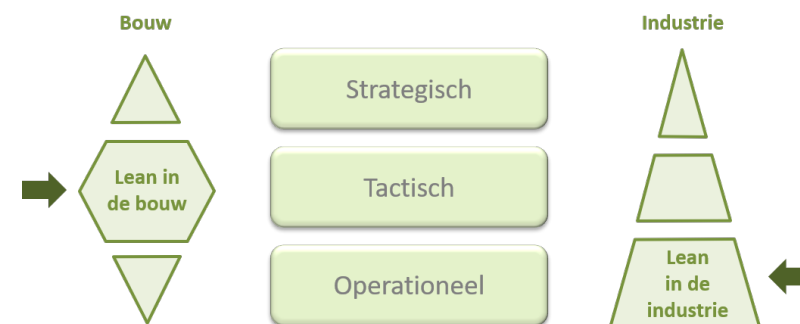 Bouw
Industrie
Strategisch
Lean in
de bouw
Tactisch
Operationeel
Lean
in de
industrie